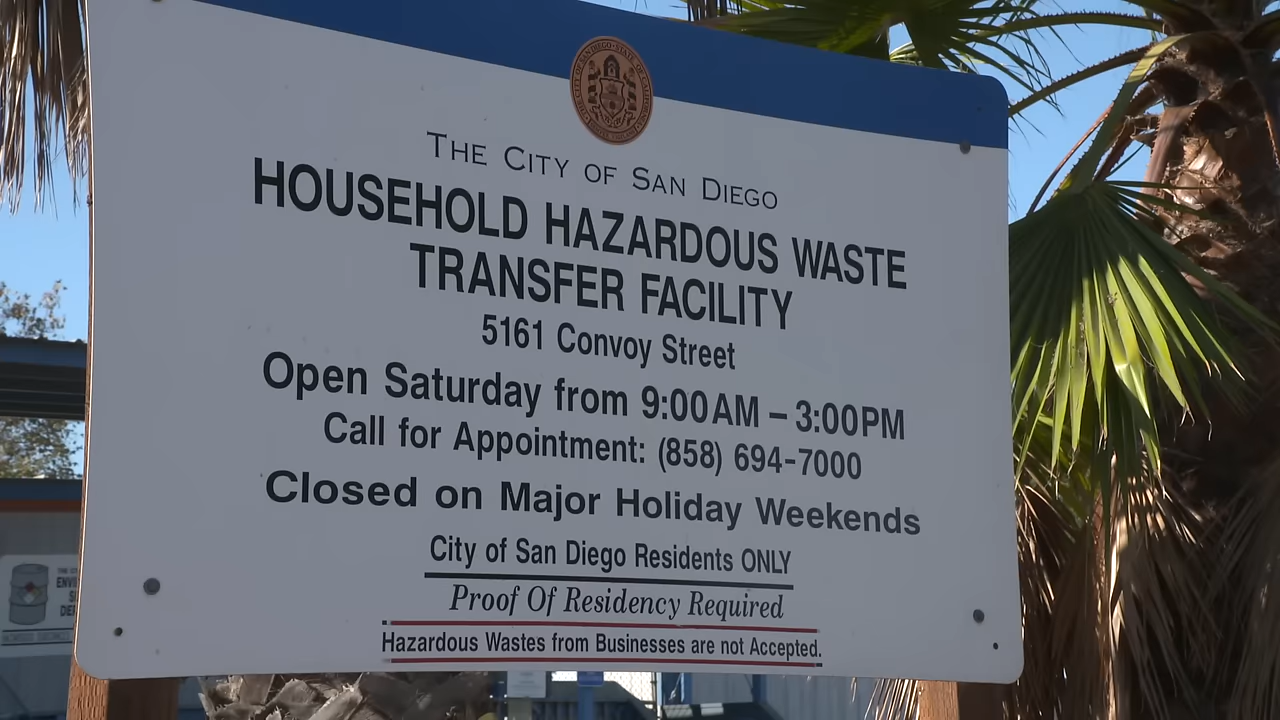 THE CITY OF SAN DIEGO
HOUSEHOLD HAZARDOUS WASTE
TRANSFER FACILITY
5161 Convoy Street
Open Saturday from 9:00AM – 3:00PM
Call for Appointment: (858) 694-7000
Closed on Major Holiday Weekends
City of San Diego Residents ONLY
Proof Of Residency Required
Hazardous Wastes from Businesses are not Accepted.